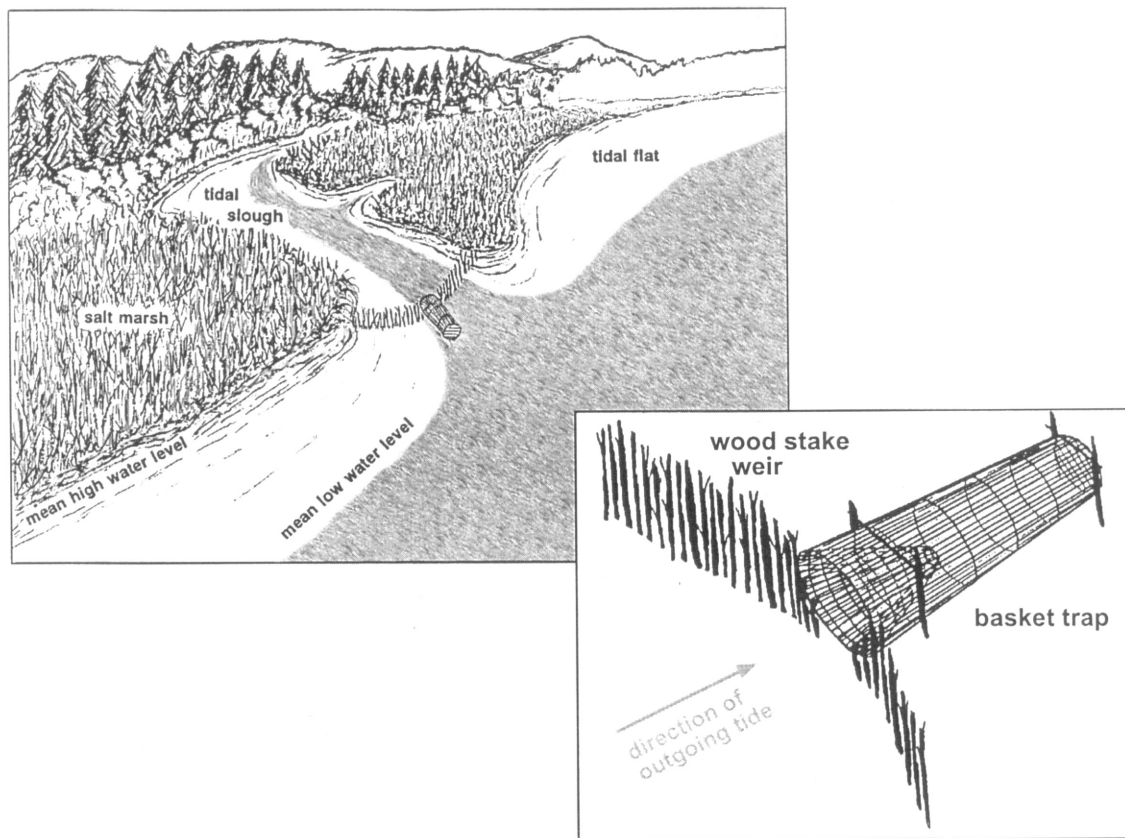 tidal flat
tidal
slough
salt marsh
mean high water level
mean low water level
wood stake
weir
basket trap
direction of
outgoing tide